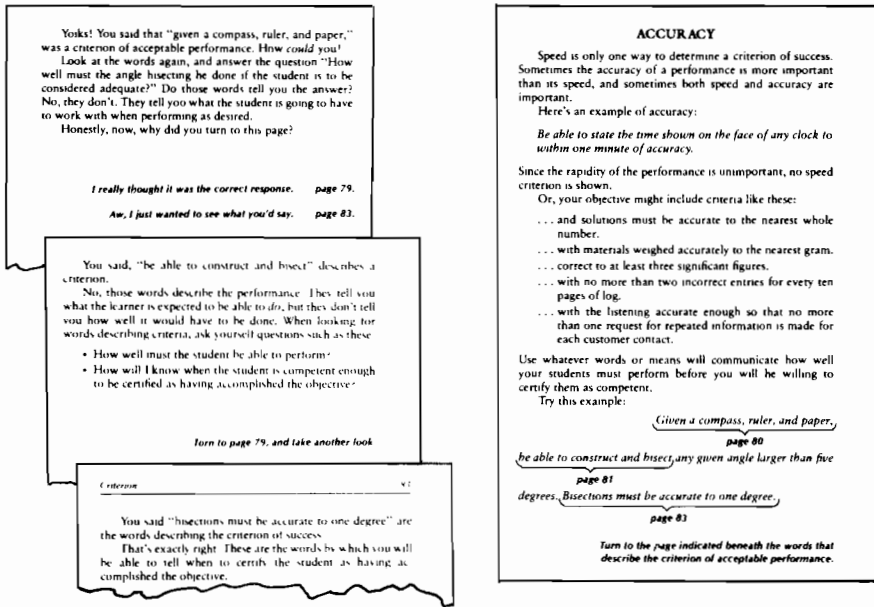 Yoiks! You said that "given a compass, ruler, and paper,"
was a criterion of acceptable performance. How could you!
Look at the words again, and answer the question "How
well must the angle bisecting he done if the student is to be
considered adequate?" Do those words tell you the answer?
No, they don't. They tell yoo what the student is going to have
to work with when performing as desired.
Honestly, now, why did you turn to this page?
I really thought it was the correct response. page 79.
Aw, I just wanted to see what you'd say. page 83.
You said, "be able to construct and bisect" describes a
criterion.
No, those words describe the performance. They tell you
what the learner is expected to be able to do, but they don't tell
you how well it would have to be done. When looking for
words describing criteria, ask yourself questions such as these
• How well must the student be able to perform?
• How will I know when the student is competent enough
to be certified as having accomplished the objective?
Torn to page 79, and take another look
Criterion
You said "bisections must be accurate to one degree" are
the words describing the criterion of success
That's exactly right These are the words by which you will
be able to tell when to certify the student as having ac
complished the objective.
ACCURACY
Speed is only one way to determine a criterion of success.
Sometimes the accuracy of a performance is more important
than its speed, and sometimes both speed and accuracy are
important.
Here's an example of accuracy:
Be able to state the time shown on the face of any clock to
within one minute of accuracy.
Since the rapidity of the performance is unimportant, no speed
criterion is shown.
Or, your objective might include criteria like these:
. . . and solutions must be accurate to the nearest whole
number.
. . . with materials weighed accurately to the nearest gram.
. . . correct to at least three significant figures.
. . . with no more than two incorrect entries for every ten
pages of log.
. . . with the listening accurate enough so that no more
than one request for repeated information is made for
each customer contact.
Use whatever words or means will communicate how well
your students must perform before you will he willing to
certify them as competent.
Try this example:
Given a compass, ruler, and paper,
page 80
be able to construct and bisect any given angle larger than five
page 81
degrees. Bisections must be accurate to one degree.
page 83
Turn to the page indicated beneath the words that
describe the criterion of acceptable performance.